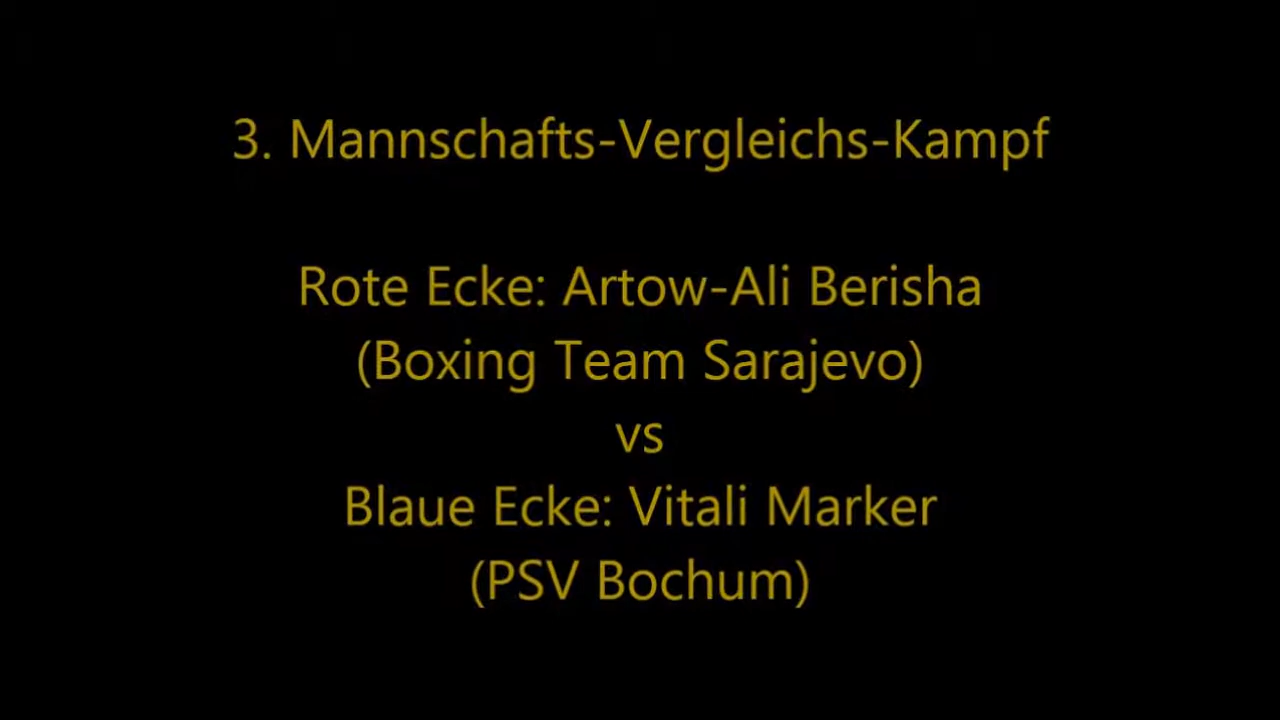 3. Mannschafts-Vergleichs-Kampf
Rote Ecke: Artow-Ali Berisha
(Boxing Team Sarajevo)
vs
Blaue Ecke: Vitali Marker
(PSV Bochum)